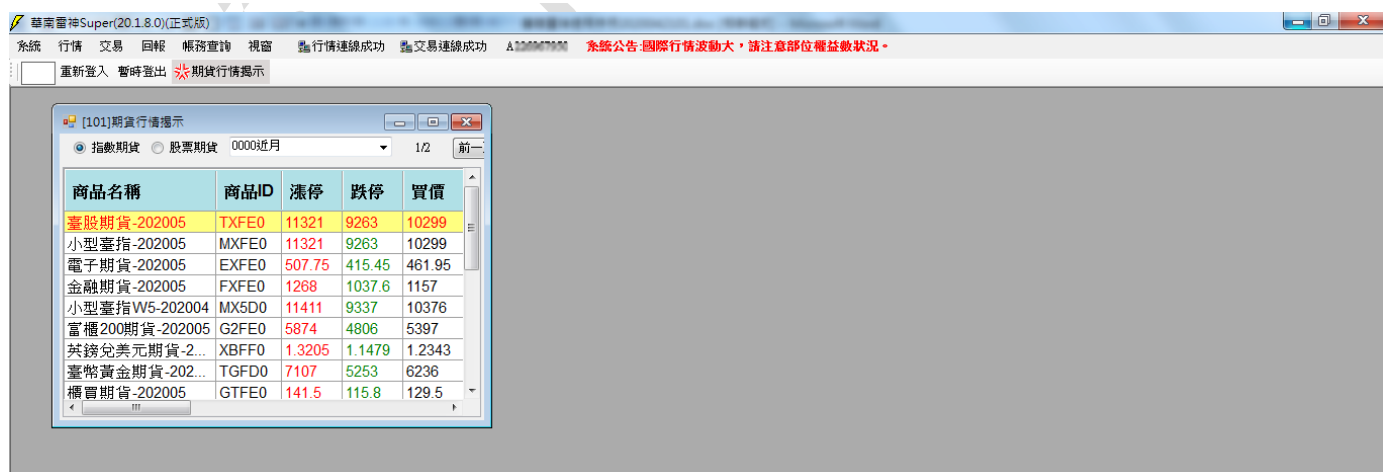 華南雷神Super(20.1.8.0)(正式版)
系統 行情 交易 回報 帳務查詢 視窗 行情連線成功 交易連線成功 系統公告:國際行情波動大，請注意部位權益數狀況。
重新登入 暫時登出 期貨行情揭示
[101]期貨行情揭示
指數期貨 股票期貨 0000近月 1/2 前一
商品名稱 商品ID 漲停 跌停 買價
臺股期貨-202005 TXFE0 11321 9263 10299
小型臺指-202005 MXFE0 11321 9263 10299
電子期貨-202005 EXFE0 507.75 415.45 461.95
金融期貨-202005 FXFE0 1268 1037.6 1157
小型臺指W5-202004 MX5D0 11411 9337 10376
富櫃200期貨-202005 G2FE0 5874 4806 5397
英鎊兌美元期貨-2... XBFF0 1.3205 1.1479 1.2343
臺幣黃金期貨-202... TGFD0 7107 5253 6236
櫃買期貨-202005 GTFE0 141.5 115.8 129.5